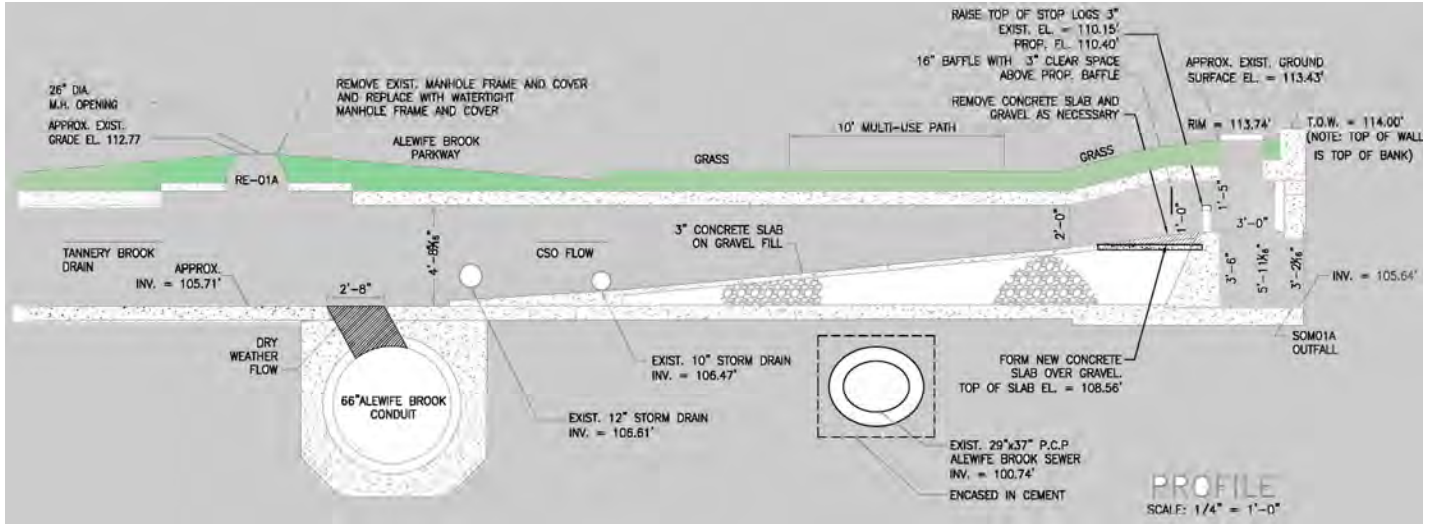 RAISE TOP OF STOP LOGS 3"
EXIST. EL. = 110.15'
PROP. EL. 110.40'
16" BAFFLE WITH 3" CLEAR SPACE
ABOVE PROP. BAFFLE
REMOVE CONCRETE SLAB AND
GRAVEL AS NECESSARY
APPROX. EXIST. GROUND
SURFACE EL. = 113.43'
RIM = 113.74'
T.O.W. = 114.00'
(NOTE: TOP OF WALL
IS TOP OF BANK)
26" DIA.
M.H. OPENING
APPROX. EXIST.
GRADE EL. 112.77
REMOVE EXIST. MANHOLE FRAME AND COVER
AND REPLACE WITH WATERTIGHT
MANHOLE FRAME AND COVER
ALEWIFE BROOK
PARKWAY
10' MULTI-USE PATH
GRASS
GRASS
RE-01A
TANNERY BROOK
DRAIN
APPROX.
INV. = 105.71'
2'-8"
CSO FLOW
3" CONCRETE SLAB
ON GRAVEL FILL
2'-0"
1'-0"
1'-5"
3'-0"
3'-6"
INV. = 105.64'
DRY
WEATHER
FLOW
66" ALEWIFE BROOK
CONDUIT
EXIST. 10" STORM DRAIN
INV. = 106.47'
EXIST. 12" STORM DRAIN
INV. = 106.61'
FORM NEW CONCRETE
SLAB OVER GRAVEL.
TOP OF SLAB EL. = 108.56'
SOM01A
OUTFALL
EXIST. 29"x37" P.C.P
ALEWIFE BROOK SEWER
INV. = 100.74'
ENCASED IN CEMENT
PROFILE
SCALE: 1/4" = 1'-0"